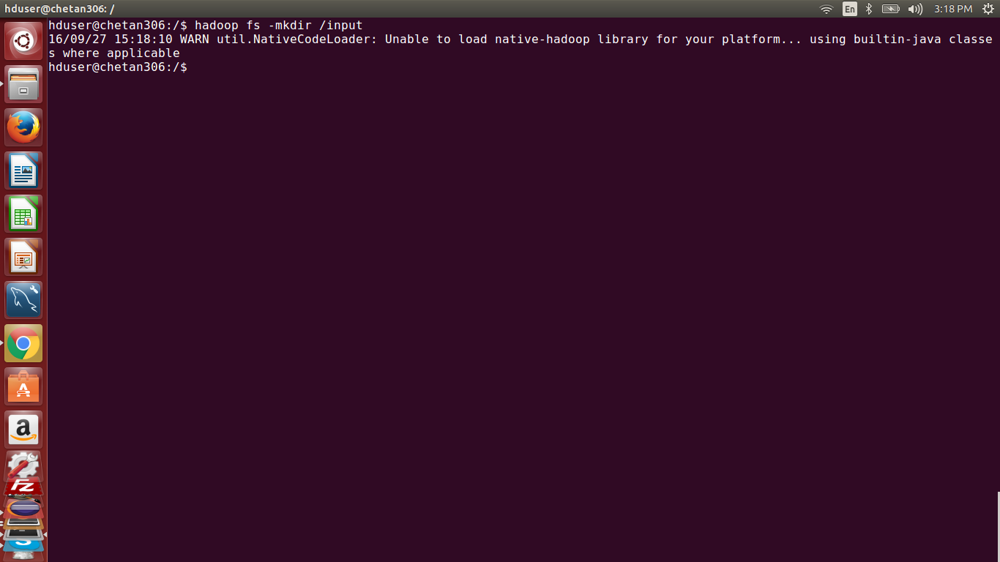 hduser@chetan306: /
En
3:18 PM
hduser@chetan306:/$ hadoop fs -mkdir /input
16/09/27 15:18:10 WARN util.NativeCodeLoader: Unable to load native-hadoop library for your platform... using builtin-java classe
s where applicable
hduser@chetan306:/$
A
a
Fz
S